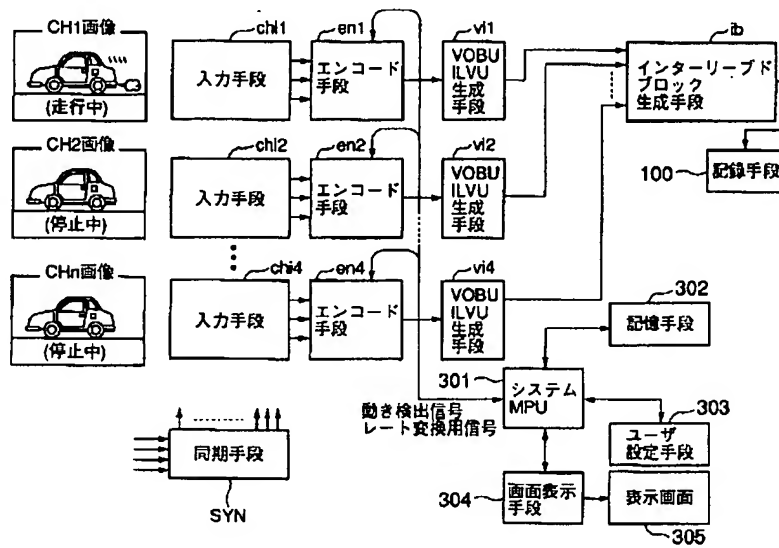 CH1画像
(走行中)
chi1
入力手段
en1
エンコード
手段
vi1
VOBU
ILVU
生成
手段
ib
インターリーブド
ブロック
生成手段
100
記録手段
CH2画像
(停止中)
chi2
入力手段
en2
エンコード
手段
vi2
VOBU
ILVU
生成
手段
CHn画像
(停止中)
chi4
入力手段
en4
エンコード
手段
vi4
VOBU
ILVU
生成
手段
302
記憶手段
301
システム
MPU
動き検出信号
レート変換用信号
303
ユーザ
設定手段
同期手段
SYN
304
画面表示
手段
表示画面
305